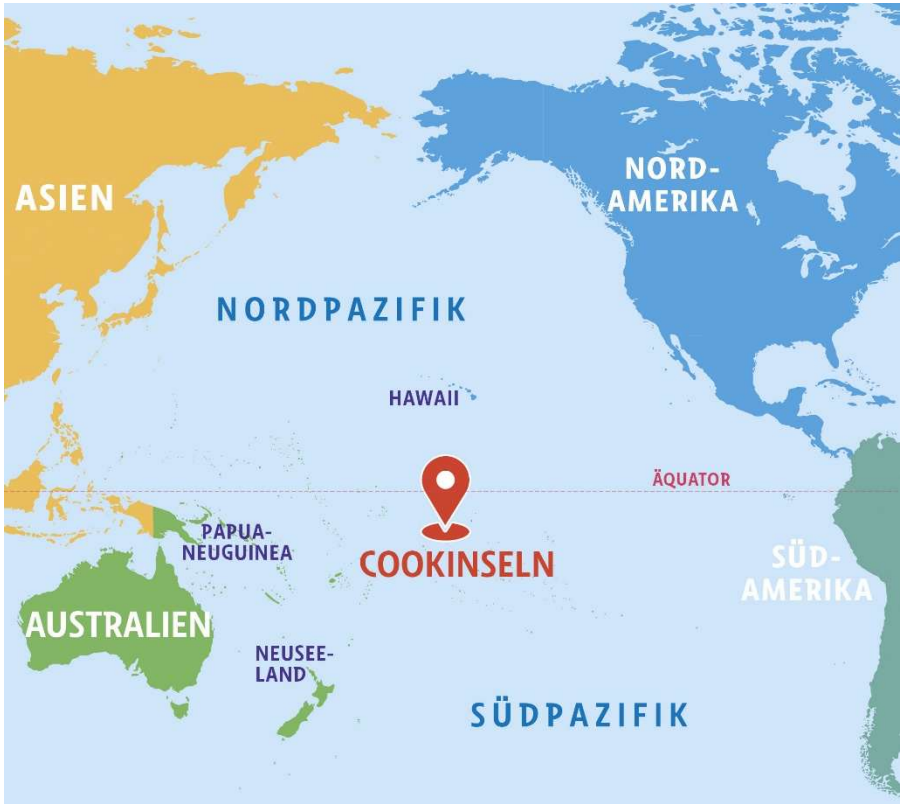 ASIEN
NORD-
AMERIKA
NORDPAZIFIK
HAWAII
ÄQUATOR
PAPUA-
NEUGUINEA
COOKINSELN
SÜD-
AMERIKA
AUSTRALIEN
NEUSEE-
LAND
SÜDPAZIFIK